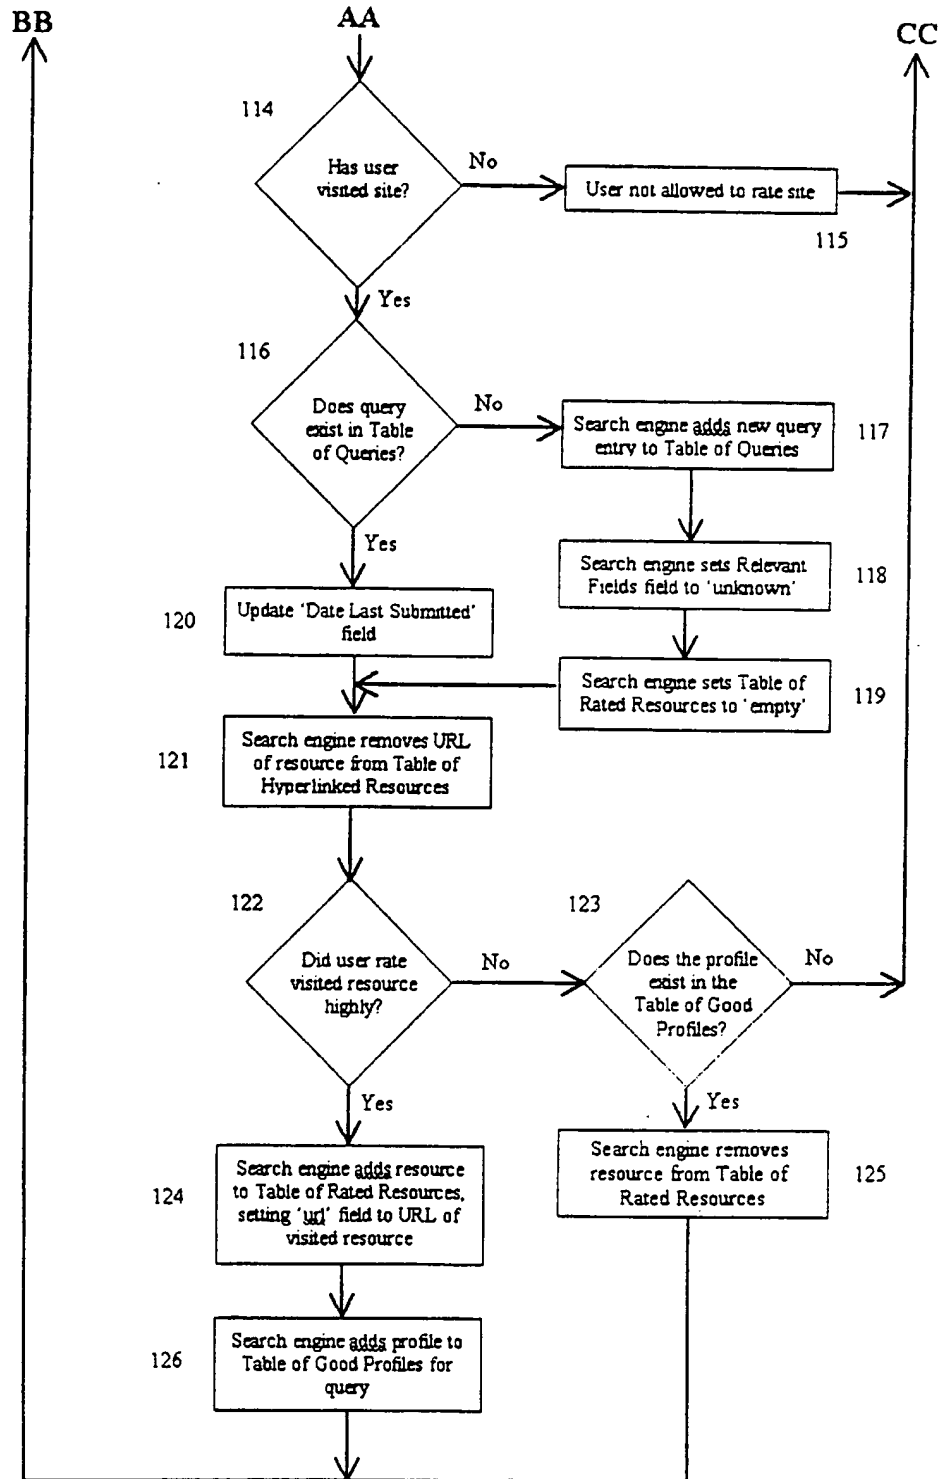 BB
AA
CC
114
Has user
visited site?
No
User not allowed to rate site
115
Yes
116
Does query
exist in Table
of Queries?
No
Search engine adds new query
entry to Table of Queries
117
Yes
Search engine sets Relevant
Fields field to ‘unknown’
118
120
Update ‘Date Last Submitted’
field
Search engine sets Table of
Rated Resources to ‘empty’
119
121
Search engine removes URL
of resource from Table of
Hyperlinked Resources
122
Did user rate
visited resource
highly?
No
123
Does the profile
exist in the
Table of Good
Profiles?
No
Yes
Yes
124
Search engine adds resource
to Table of Rated Resources,
setting ‘url’ field to URL of
visited resource
Search engine removes
resource from Table of
Rated Resources
125
126
Search engine adds profile to
Table of Good Profiles for
query